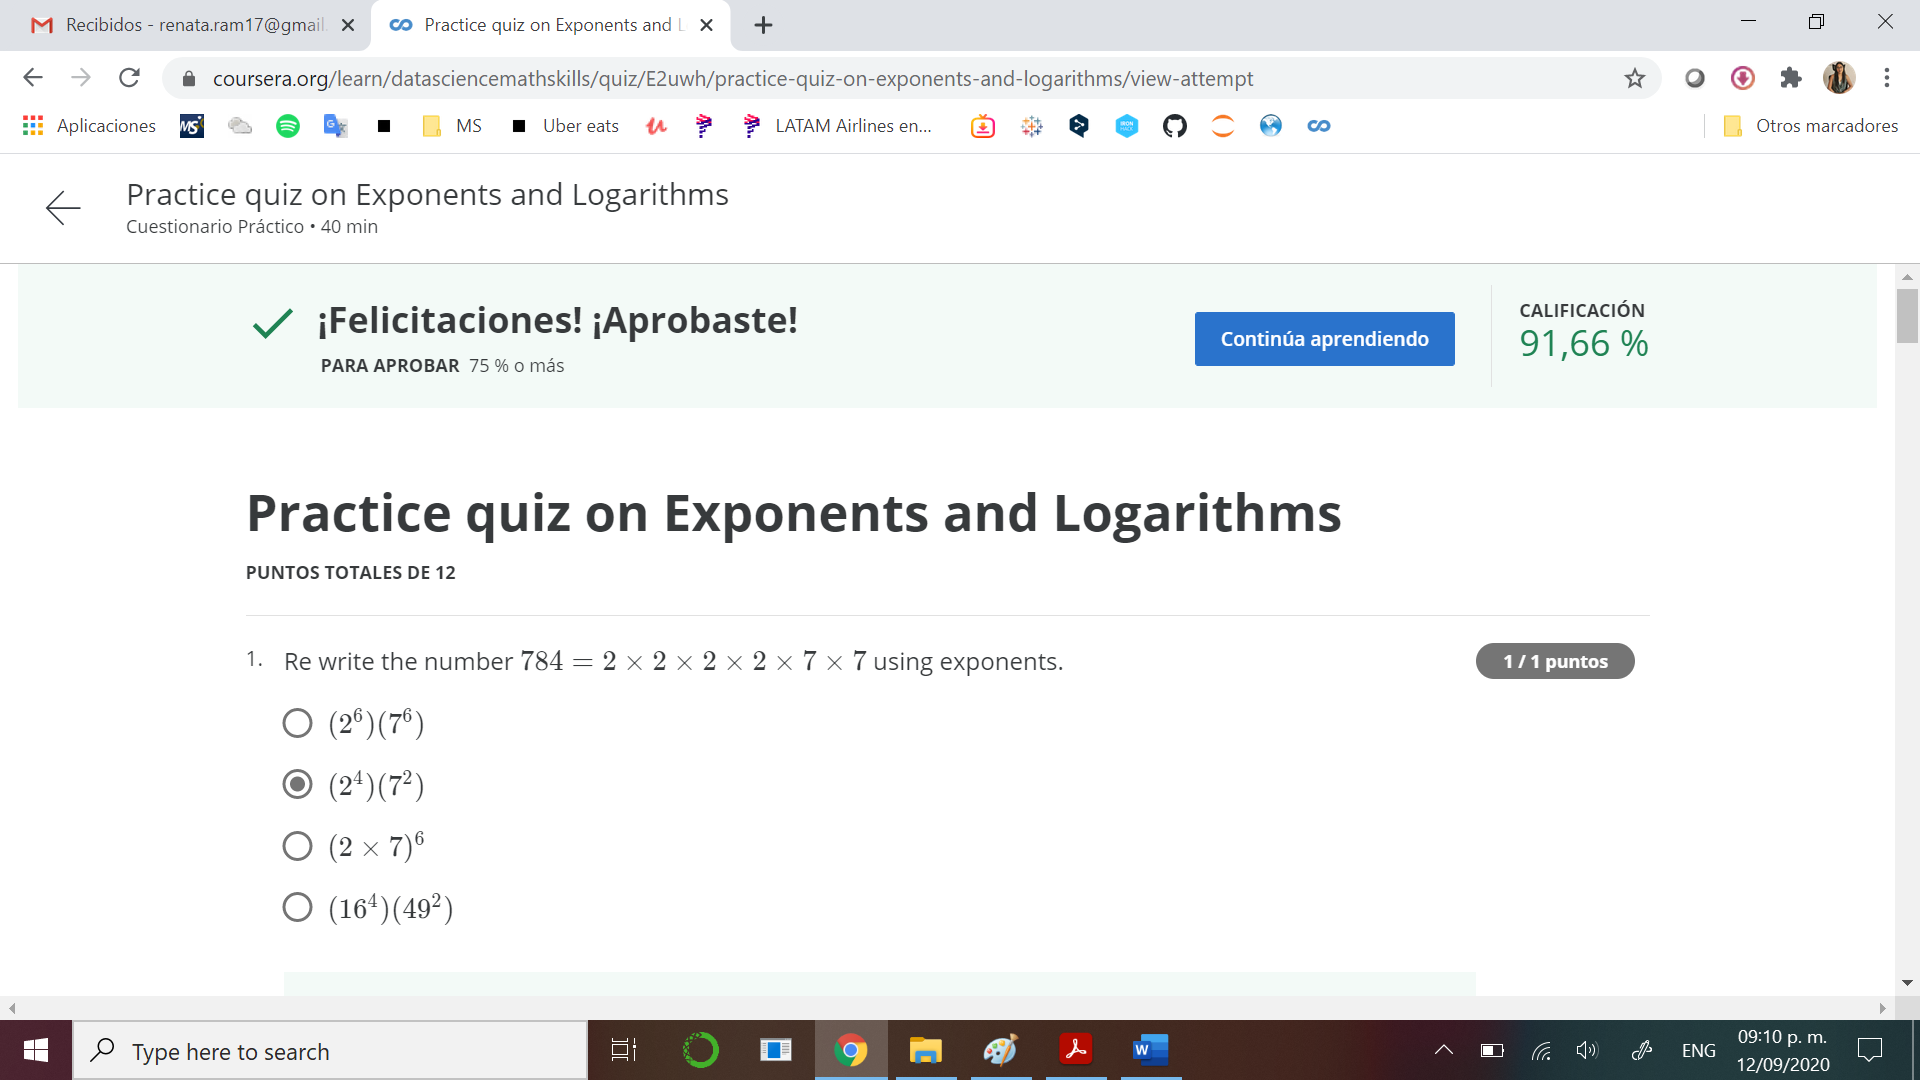 Recibidos - renata.ram17@gmail.
Practice quiz on Exponents and L
coursera.org/learn/datasciencemathskills/quiz/E2uwh/practice-quiz-on-exponents-and-logarithms/view-attempt
Aplicaciones
MS
MS
Uber eats
LATAM Airlines en...
Otros marcadores
Practice quiz on Exponents and Logarithms
Cuestionario Práctico • 40 min
¡Felicitaciones! ¡Aprobaste!
PARA APROBAR 75 % o más
Continúa aprendiendo
CALIFICACIÓN
91,66 %
Practice quiz on Exponents and Logarithms
PUNTOS TOTALES DE 12
1. Re write the number 784 = 2 × 2 × 2 × 2 × 7 × 7 using exponents.
1 / 1 puntos
(2⁶)(7⁶)
(2⁴)(7²)
(2 × 7)⁶
(16⁴)(49²)
Type here to search
ENG
09:10 p. m.
12/09/2020